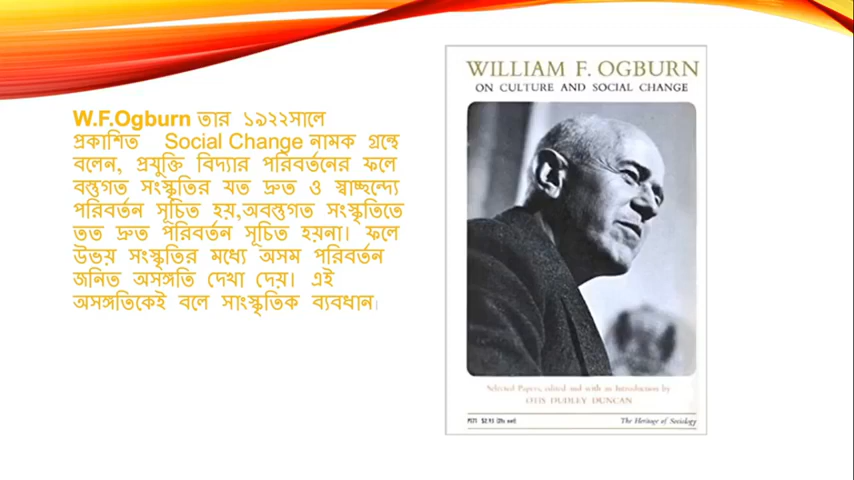 W.F.Ogburn তার ১৯২২সালে
প্রকাশিত Social Change নামক গ্রন্থে
বলেন, প্রযুক্তি বিদ্যার পরিবর্তনের ফলে
বস্তুগত সংস্কৃতির যত দ্রুত ও স্বাচ্ছন্দ্যে
পরিবর্তন সূচিত হয়,অবস্তুগত সংস্কৃতিতে
তত দ্রুত পরিবর্তন সূচিত হয়না। ফলে
উভয় সংস্কৃতির মধ্যে অসম পরিবর্তন
জনিত অসঙ্গতি দেখা দেয়। এই
অসঙ্গতিকেই বলে সাংস্কৃতিক ব্যবধান।
WILLIAM F. OGBURN
ON CULTURE AND SOCIAL CHANGE
Selected Papers, edited and with an Introduction by
OTIS DUDLEY DUNCAN
The Heritage of Sociology